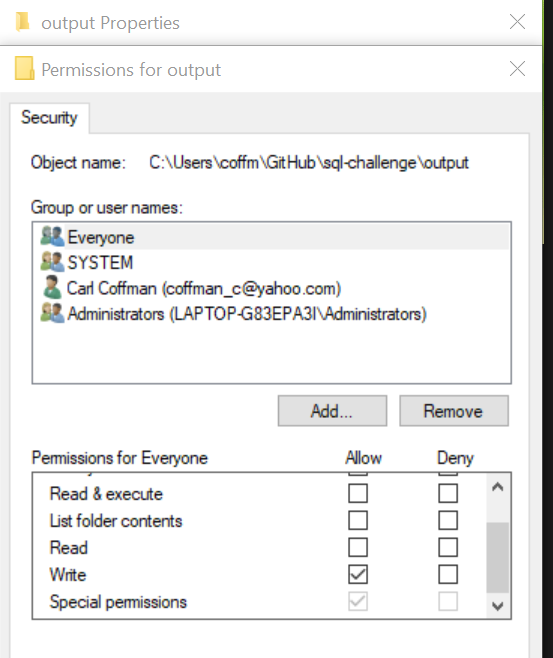 output Properties
Permissions for output
Security
Object name: C:\Users\coffm\GitHub\sql-challenge\output
Group or user names:
Everyone
SYSTEM
Carl Coffman (coffman_c@yahoo.com)
Administrators (LAPTOP-G83EPA3I\Administrators)
Add... Remove
Permissions for Everyone Allow Deny
Read & execute
List folder contents
Read
Write
Special permissions